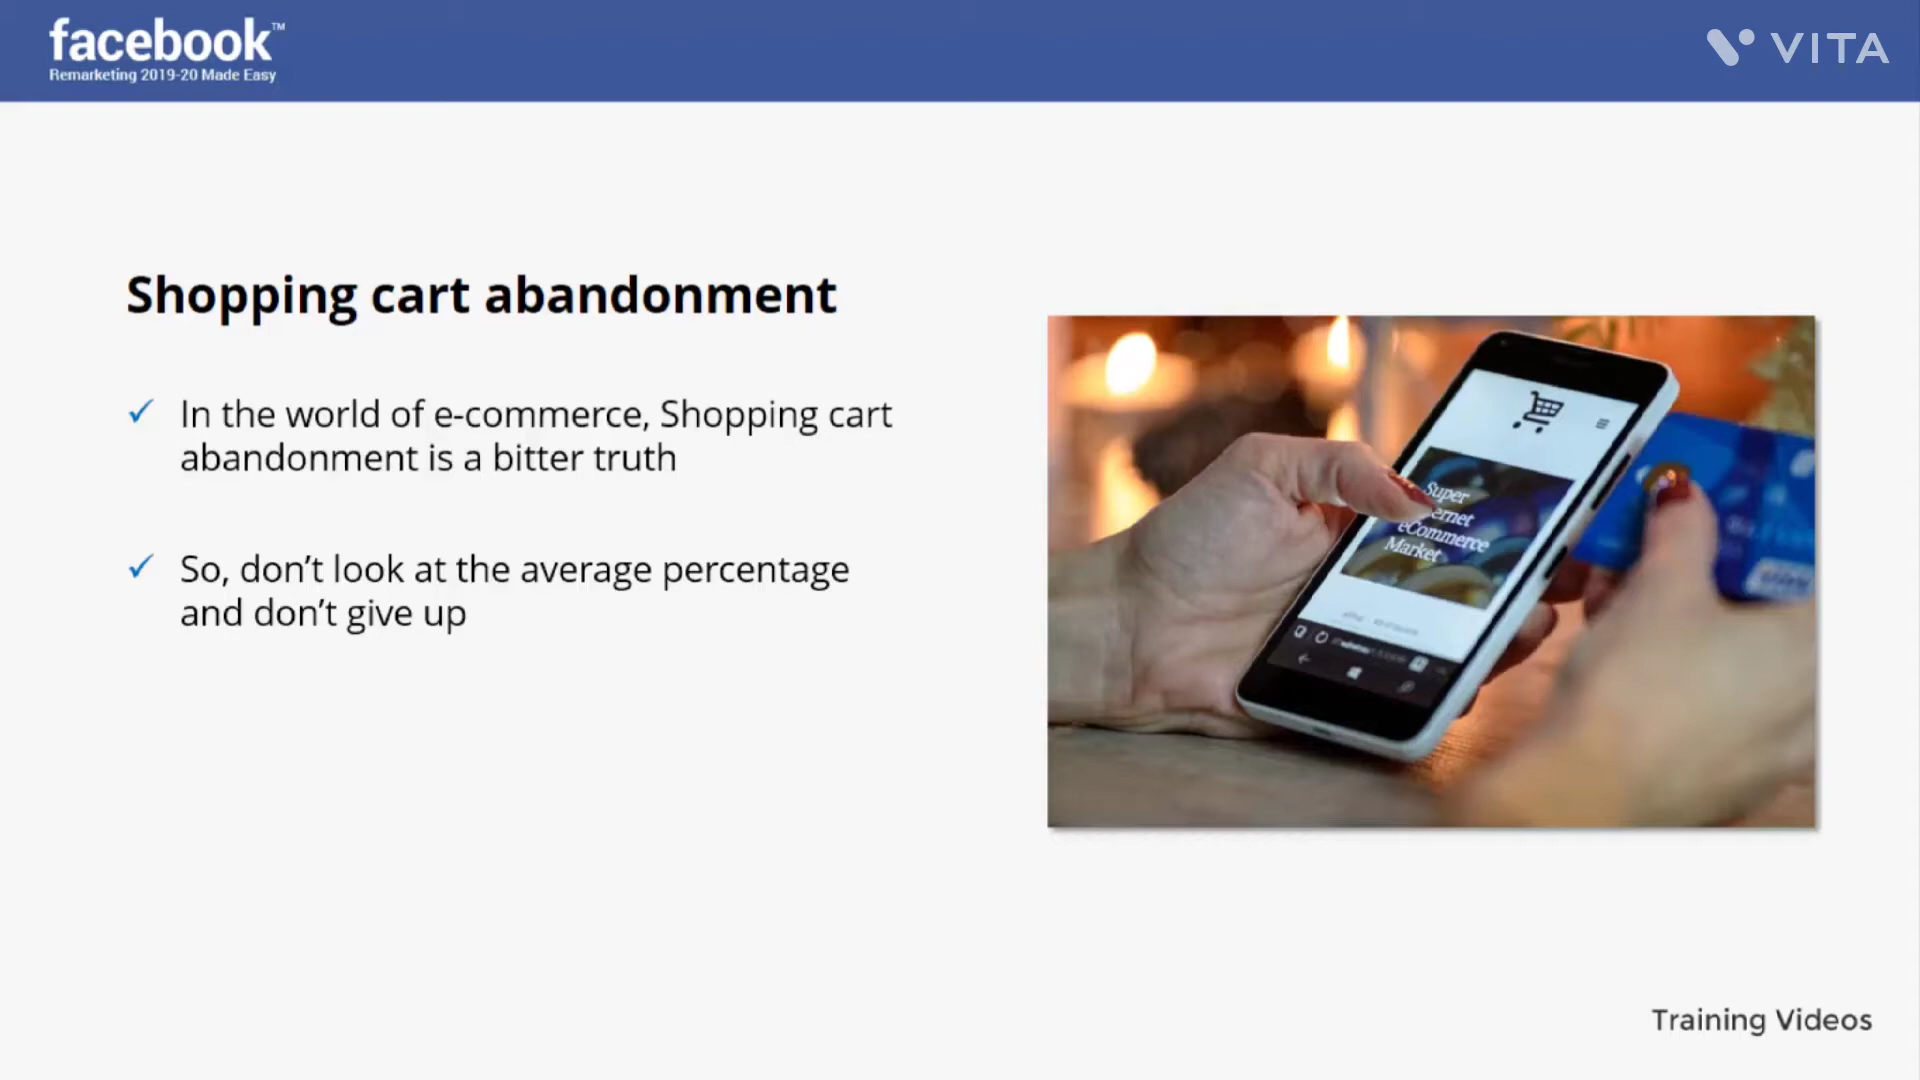 facebook™
Remarketing 2019-20 Made Easy
VITA
Shopping cart abandonment
✓ In the world of e-commerce, Shopping cart
abandonment is a bitter truth
✓ So, don't look at the average percentage
and don't give up
Super
eCommerce
Market
Training Videos